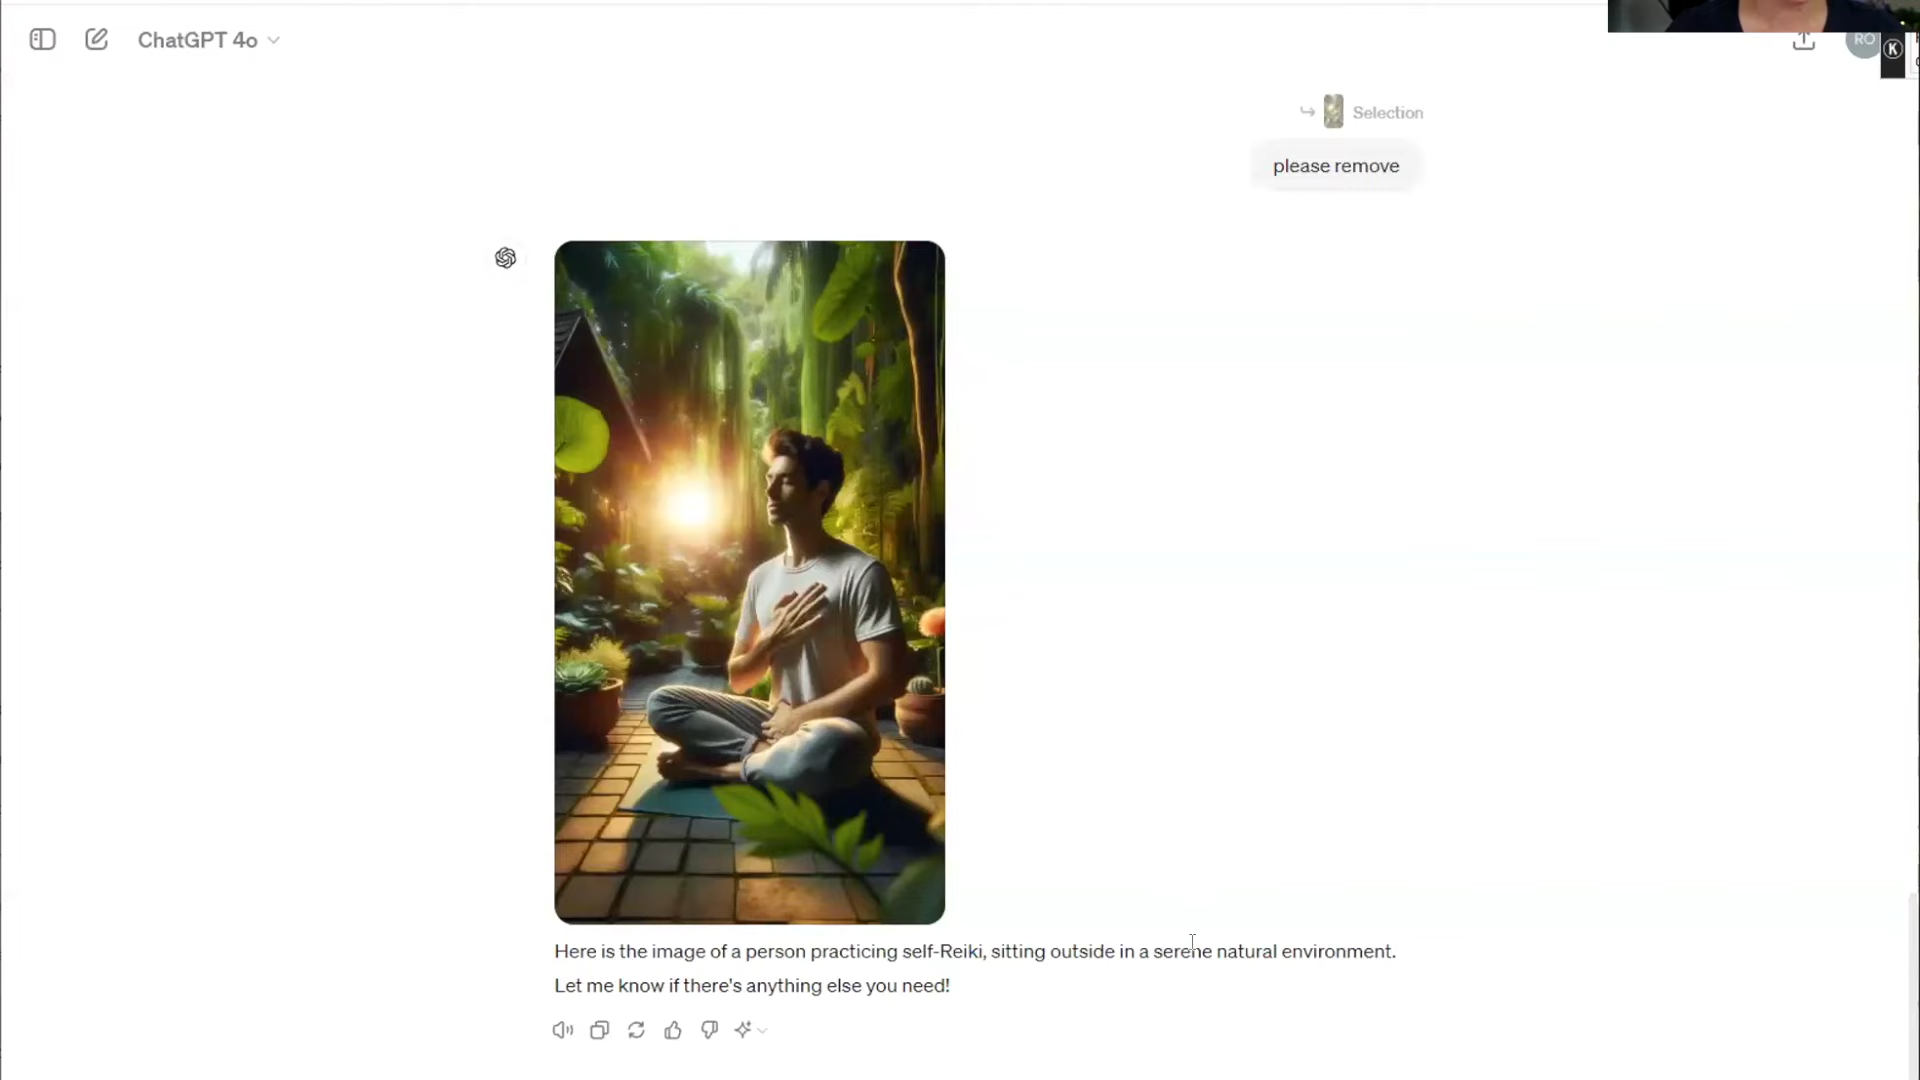 ChatGPT 4o
RO
K
Selection
please remove
Here is the image of a person practicing self-Reiki, sitting outside in a serene natural environment.
Let me know if there's anything else you need!